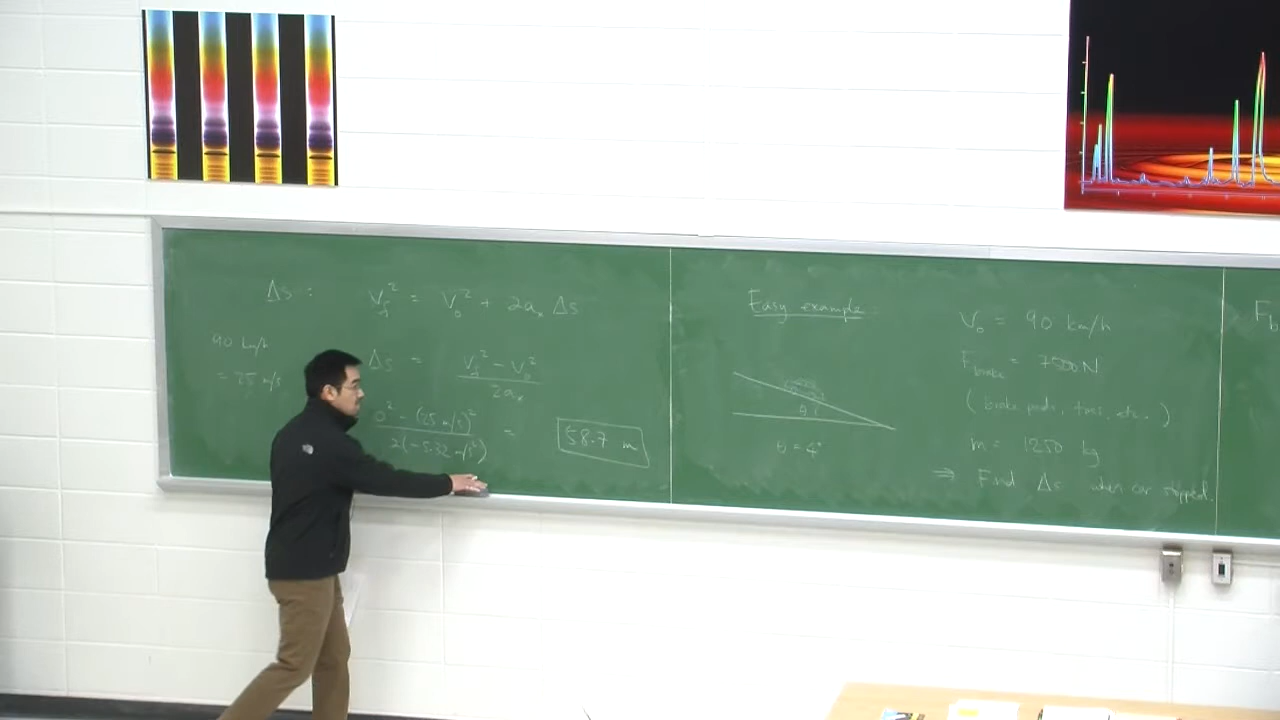 Δs :
v_f² = v_0² + 2a_x Δs
90 km/h
= 25 m/s
Δs = (v_f² - v_0²) / 2a_x
0² - (25 m/s)² / 2(-5.32 m/s²) = 58.7 m
Easy example
θ
θ = 4°
V_0 = 90 km/h
F_brake = 7500 N
( brake pads, tires, etc. )
m = 1250 kg
⇒ Find Δs when car stopped.
F_b